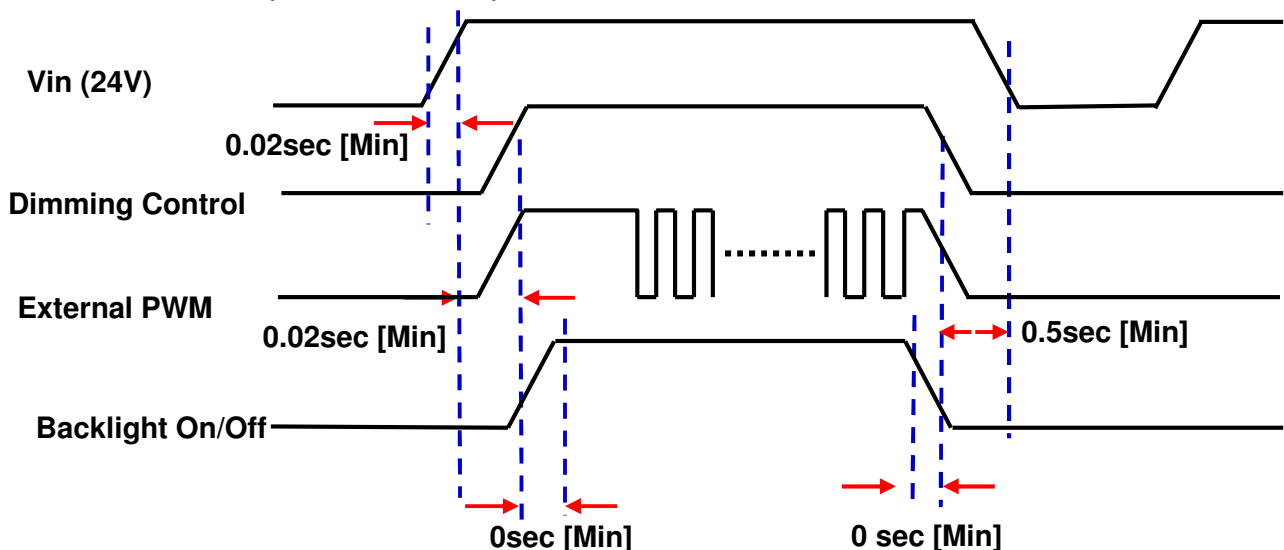 Vin (24V)
0.02sec [Min]
Dimming Control
External PWM
0.02sec [Min]
0.5sec [Min]
Backlight On/Off
0sec [Min]
0 sec [Min]